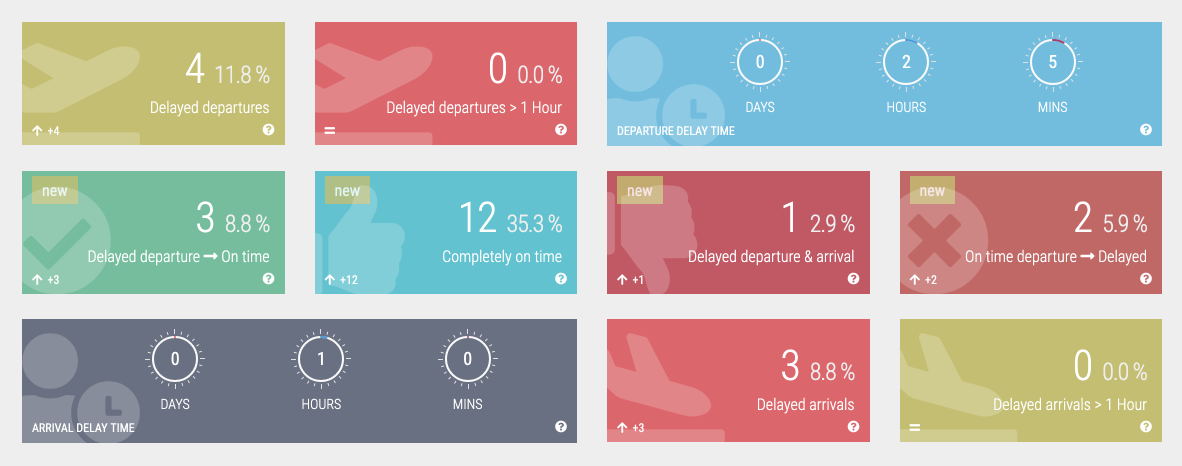 4 11.8 %
Delayed departures
+4
0 0.0 %
Delayed departures > 1 Hour
=
0
DAYS
2
HOURS
5
MINS
DEPARTURE DELAY TIME
new
3 8.8 %
Delayed departure → On time
+3
new
12 35.3 %
Completely on time
+12
new
1 2.9 %
Delayed departure & arrival
+1
new
2 5.9 %
On time departure → Delayed
+2
0
DAYS
1
HOURS
0
MINS
ARRIVAL DELAY TIME
3 8.8 %
Delayed arrivals
+3
0 0.0 %
Delayed arrivals > 1 Hour
=